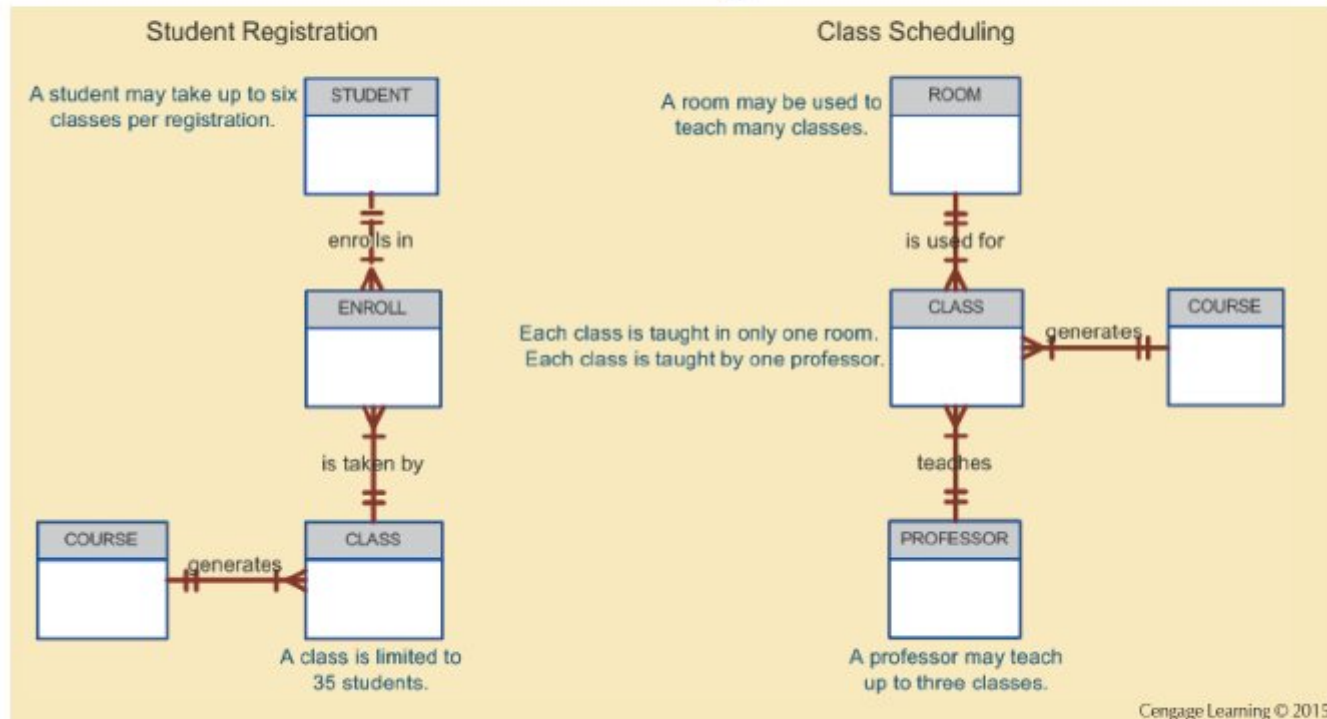 Student Registration
A student may take up to six
classes per registration.
STUDENT
enrolls in
ENROLL
is taken by
COURSE
generates
CLASS
A class is limited to
35 students.
Class Scheduling
A room may be used to
teach many classes.
ROOM
is used for
Each class is taught in only one room.
Each class is taught by one professor.
CLASS
generates
COURSE
teaches
PROFESSOR
A professor may teach
up to three classes.
Cengage Learning © 2015